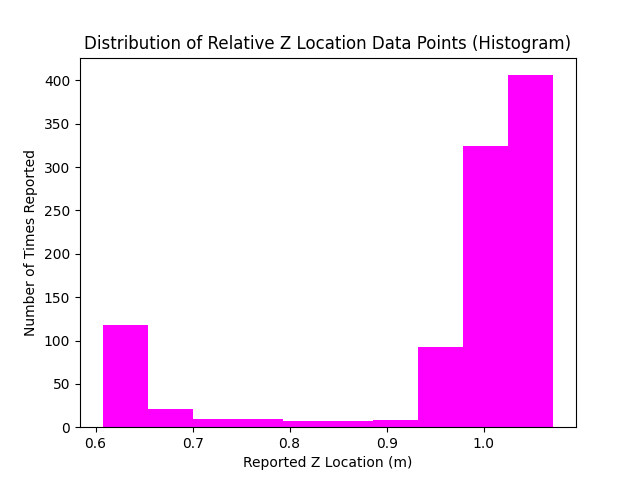 Distribution of Relative Z Location Data Points (Histogram)
400
350
300
250
200
150
100
50
0
Number of Times Reported
0.6 0.7 0.8 0.9 1.0
Reported Z Location (m)